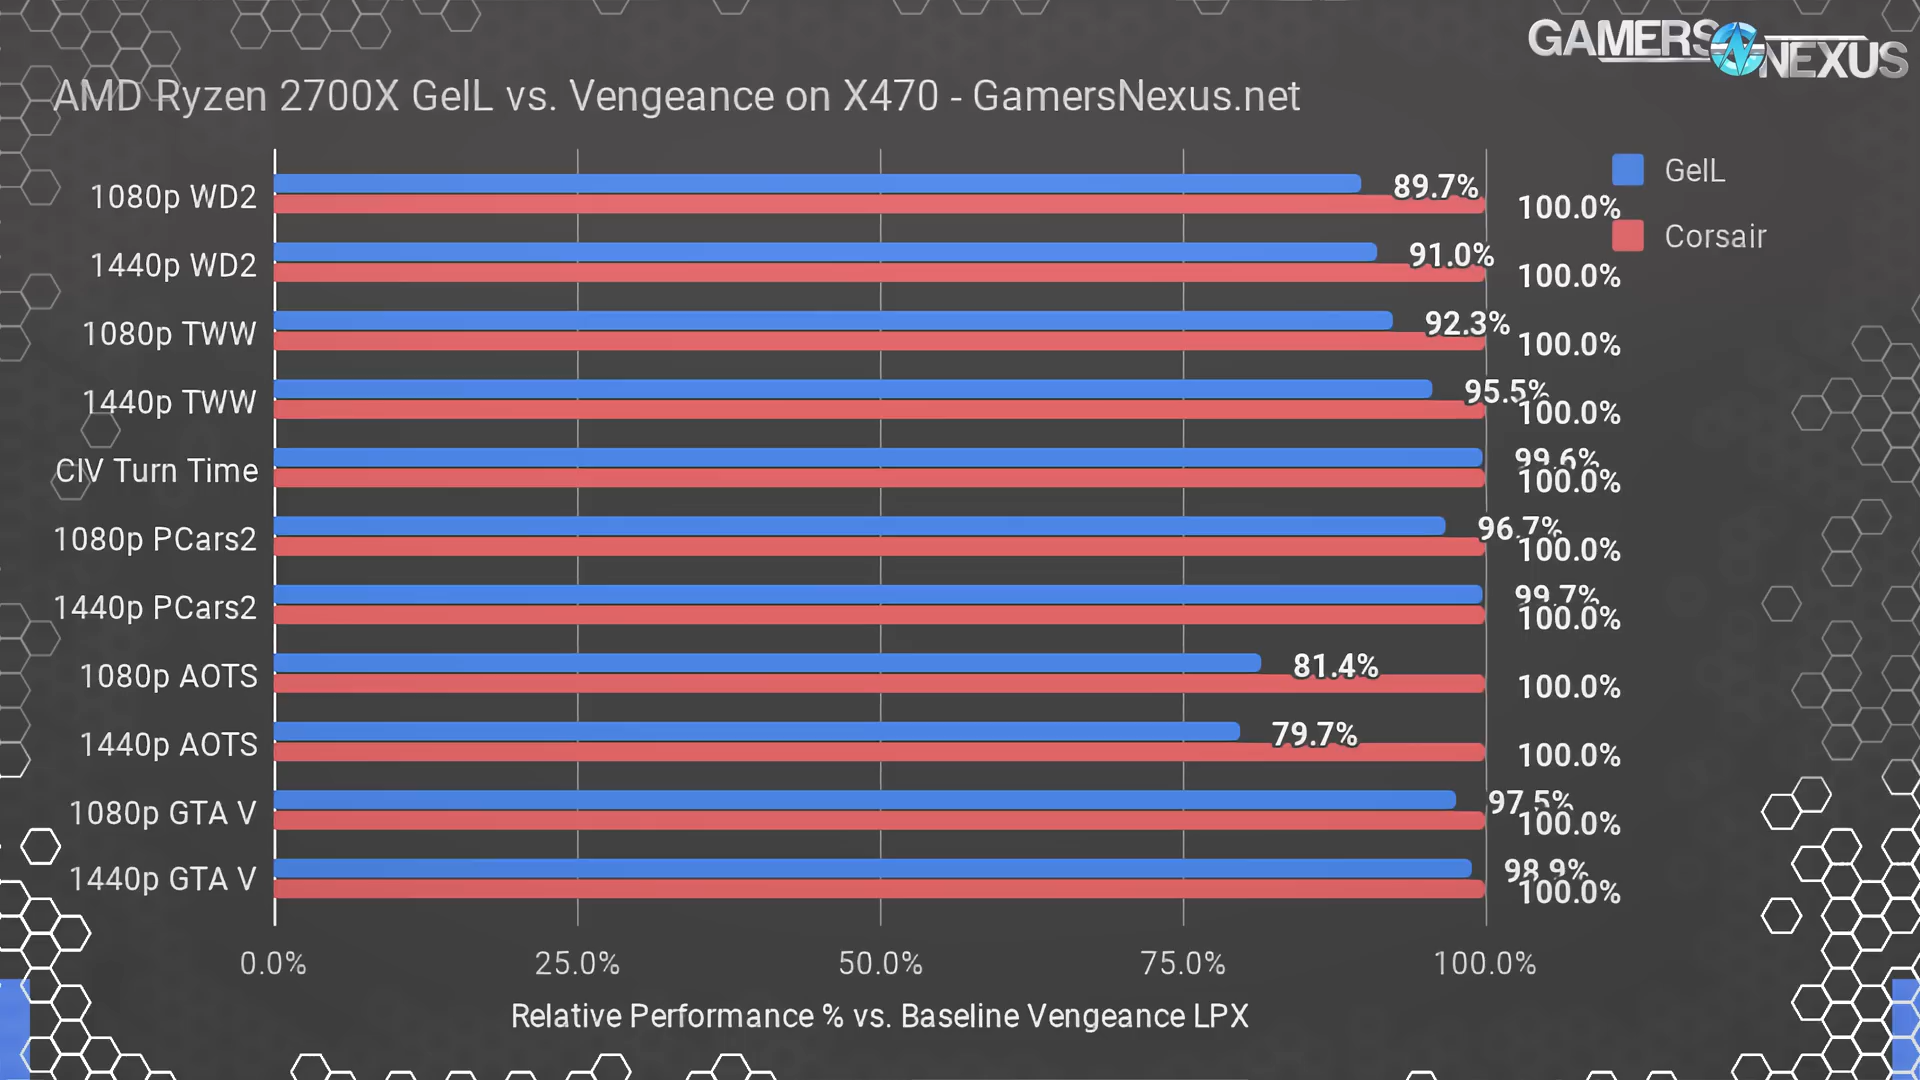 GAMERS NEXUS
AMD Ryzen 2700X GeIL vs. Vengeance on X470 - GamersNexus.net
GeIL
Corsair
1080p WD2
89.7%
100.0%
1440p WD2
91.0%
100.0%
1080p TWW
92.3%
100.0%
1440p TWW
95.5%
100.0%
CIV Turn Time
99.6%
100.0%
1080p PCars2
96.7%
100.0%
1440p PCars2
99.7%
100.0%
1080p AOTS
81.4%
100.0%
1440p AOTS
79.7%
100.0%
1080p GTA V
97.5%
100.0%
1440p GTA V
98.9%
100.0%
0.0% 25.0% 50.0% 75.0% 100.0%
Relative Performance % vs. Baseline Vengeance LPX